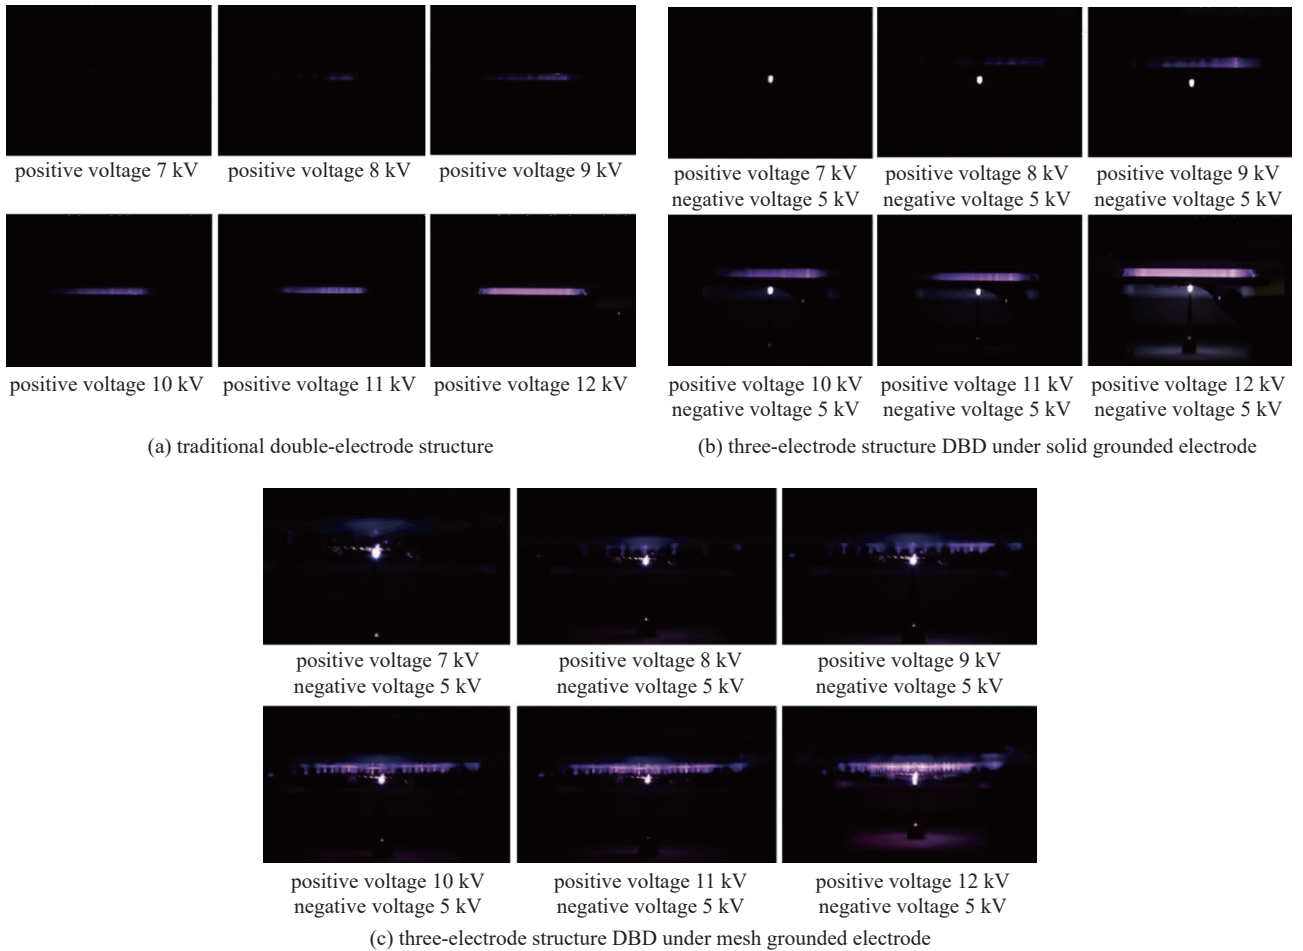 positive voltage 7 kV
positive voltage 8 kV
positive voltage 9 kV
positive voltage 10 kV
positive voltage 11 kV
positive voltage 12 kV
(a) traditional double-electrode structure
positive voltage 7 kV
negative voltage 5 kV
positive voltage 8 kV
negative voltage 5 kV
positive voltage 9 kV
negative voltage 5 kV
positive voltage 10 kV
negative voltage 5 kV
positive voltage 11 kV
negative voltage 5 kV
positive voltage 12 kV
negative voltage 5 kV
(b) three-electrode structure DBD under solid grounded electrode
positive voltage 7 kV
negative voltage 5 kV
positive voltage 8 kV
negative voltage 5 kV
positive voltage 9 kV
negative voltage 5 kV
positive voltage 10 kV
negative voltage 5 kV
positive voltage 11 kV
negative voltage 5 kV
positive voltage 12 kV
negative voltage 5 kV
(c) three-electrode structure DBD under mesh grounded electrode